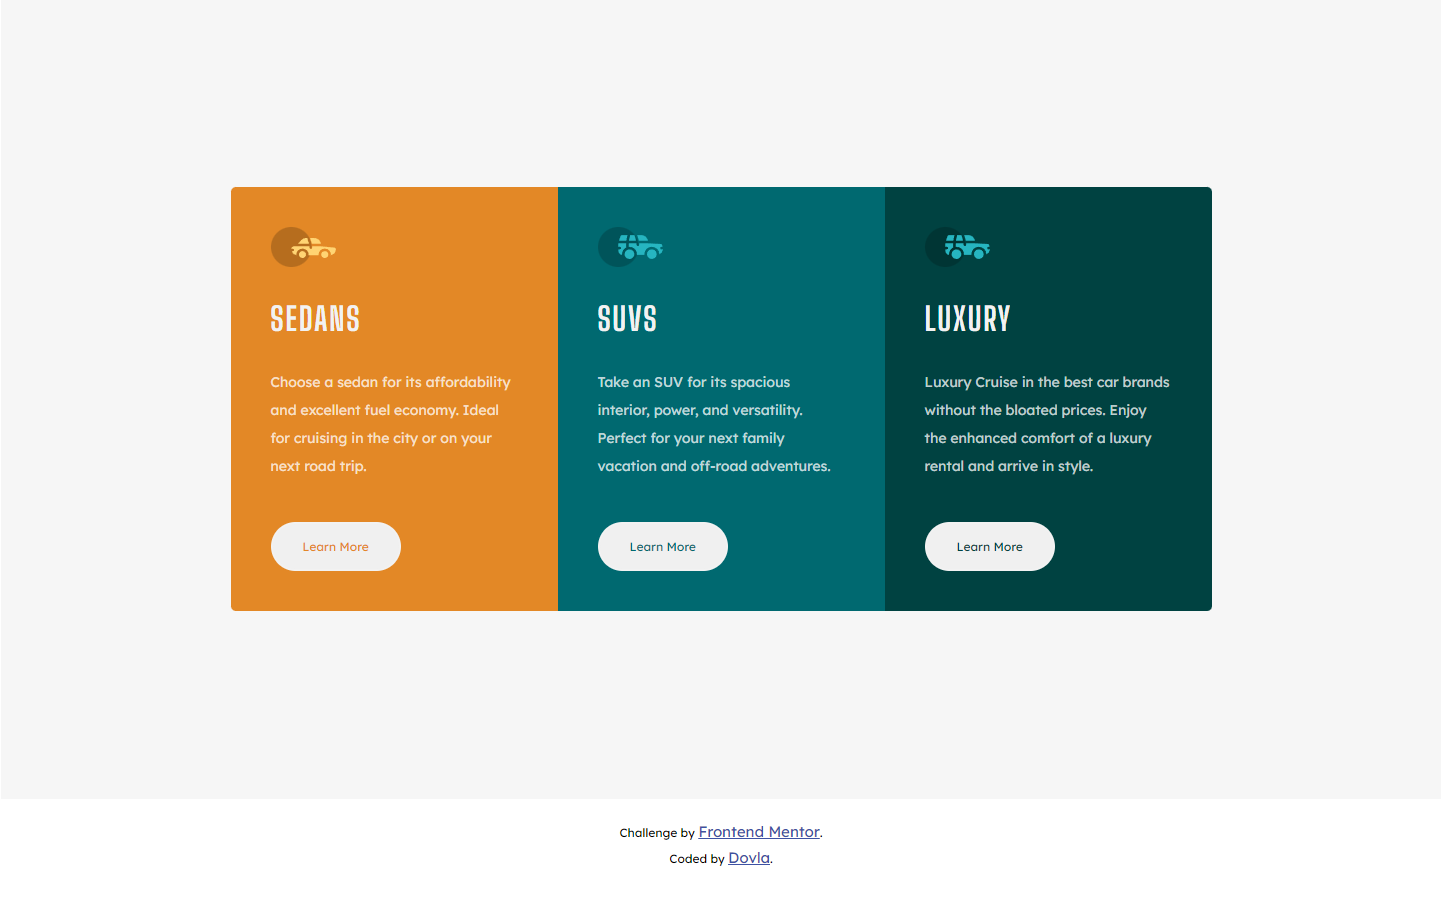 SEDANS
Choose a sedan for its affordability
and excellent fuel economy. Ideal
for cruising in the city or on your
next road trip.
Learn More
SUVS
Take an SUV for its spacious
interior, power, and versatility.
Perfect for your next family
vacation and off-road adventures.
Learn More
LUXURY
Luxury Cruise in the best car brands
without the bloated prices. Enjoy
the enhanced comfort of a luxury
rental and arrive in style.
Learn More
Challenge by Frontend Mentor.
Coded by Dovla.